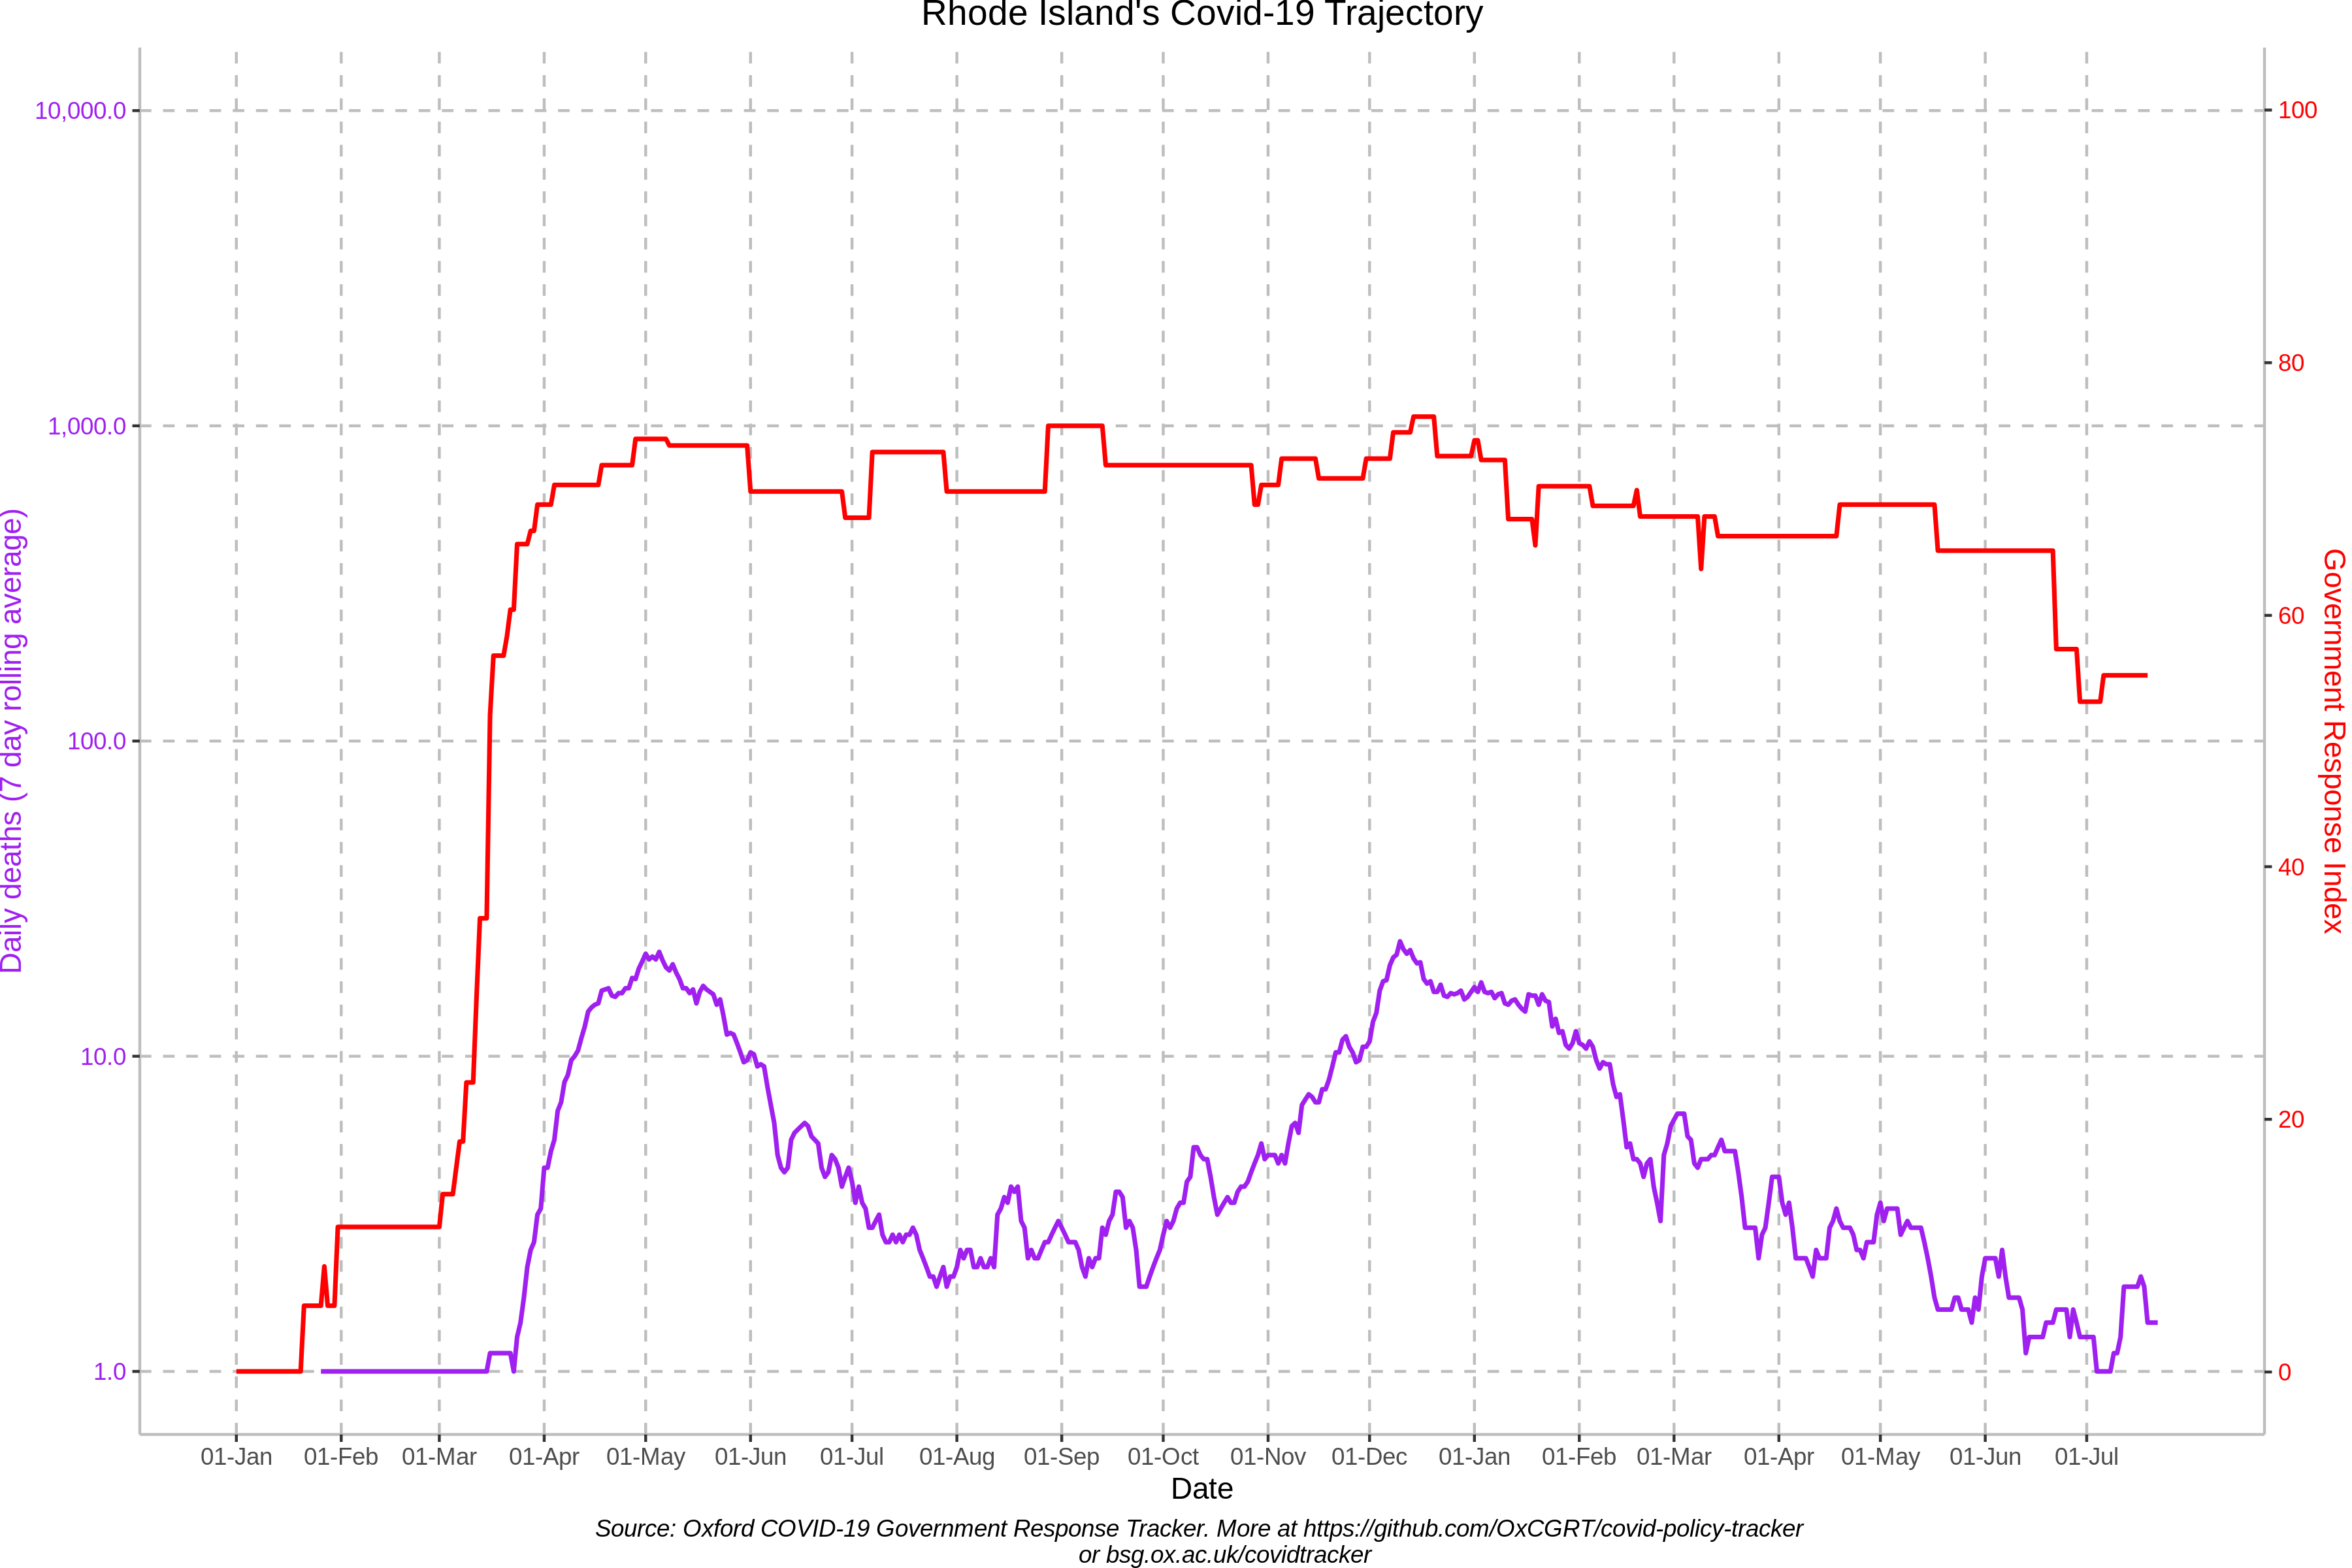 Rhode Island's Covid-19 Trajectory
10,000.0
1,000.0
100.0
10.0
1.0
Daily deaths (7 day rolling average)
100
80
60
40
20
0
Government Response Index
01-Jan 01-Feb 01-Mar 01-Apr 01-May 01-Jun 01-Jul 01-Aug 01-Sep 01-Oct 01-Nov 01-Dec 01-Jan 01-Feb 01-Mar 01-Apr 01-May 01-Jun 01-Jul
Date
Source: Oxford COVID-19 Government Response Tracker. More at https://github.com/OxCGRT/covid-policy-tracker
or bsg.ox.ac.uk/covidtracker